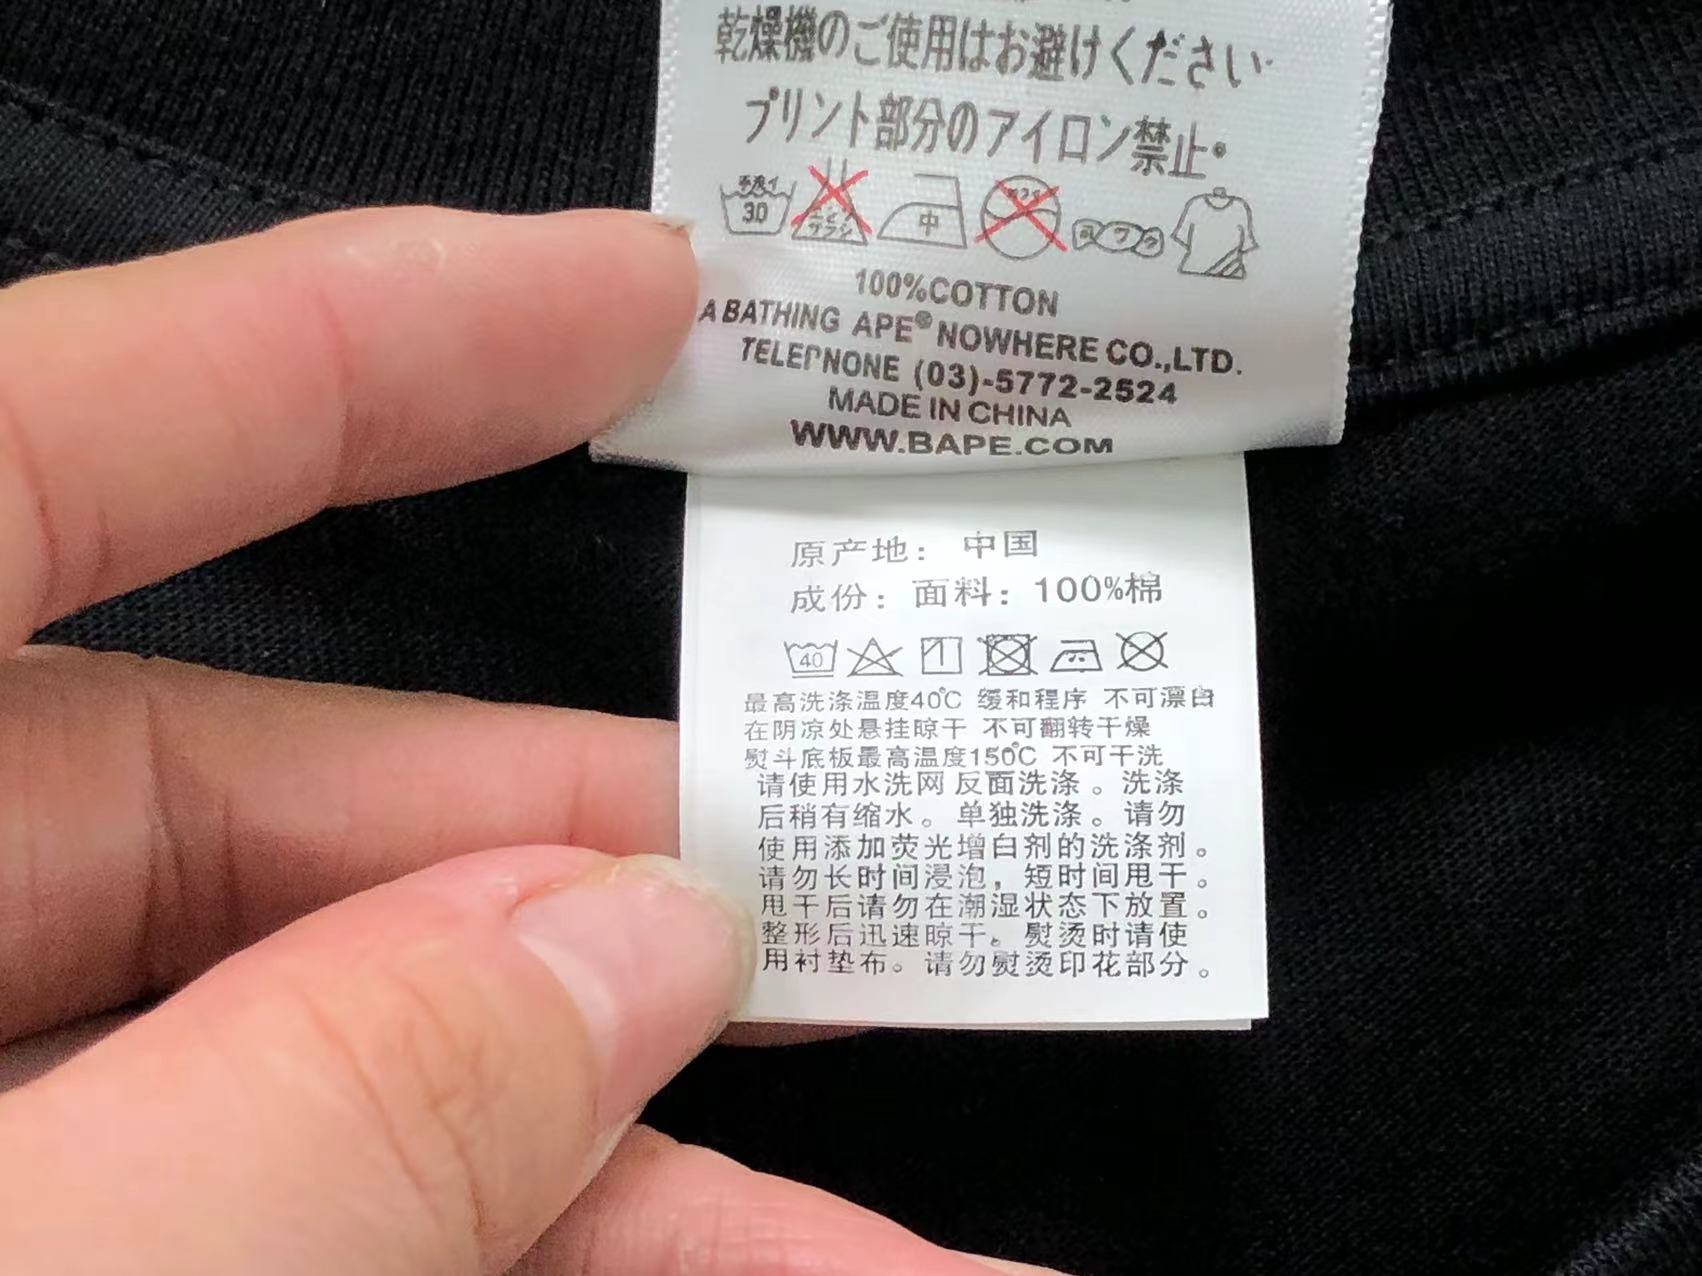 乾燥機のご使用はお避けください
プリント部分のアイロン禁止。
30
中
100%COTTON
A BATHING APE® NOWHERE CO.,LTD.
TELEPNONE (03)-5772-2524
MADE IN CHINA
WWW.BAPE.COM
原产地：中国
成份：面料：100%棉
40
最高洗涤温度40℃ 缓和程序 不可漂白
在阴凉处悬挂晾干 不可翻转干燥
熨斗底板最高温度150℃ 不可干洗
请使用水洗网反面洗涤。洗涤
后稍有缩水。单独洗涤。请勿
使用添加荧光增白剂的洗涤剂。
请勿长时间浸泡，短时间甩干。
甩干后请勿在潮湿状态下放置。
整形后迅速晾干。熨烫时请使
用衬垫布。请勿熨烫印花部分。